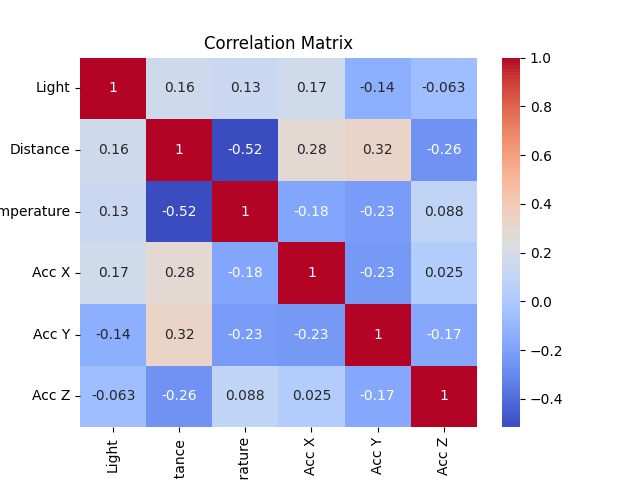 Correlation Matrix
Light 1 0.16 0.13 0.17 -0.14 -0.063
Distance 0.16 1 -0.52 0.28 0.32 -0.26
mperature 0.13 -0.52 1 -0.18 -0.23 0.088
Acc X 0.17 0.28 -0.18 1 -0.23 0.025
Acc Y -0.14 0.32 -0.23 -0.23 1 -0.17
Acc Z -0.063 -0.26 0.088 0.025 -0.17 1
Light tance rature Acc X Acc Y Acc Z
1.0
0.8
0.6
0.4
0.2
0.0
−0.2
−0.4